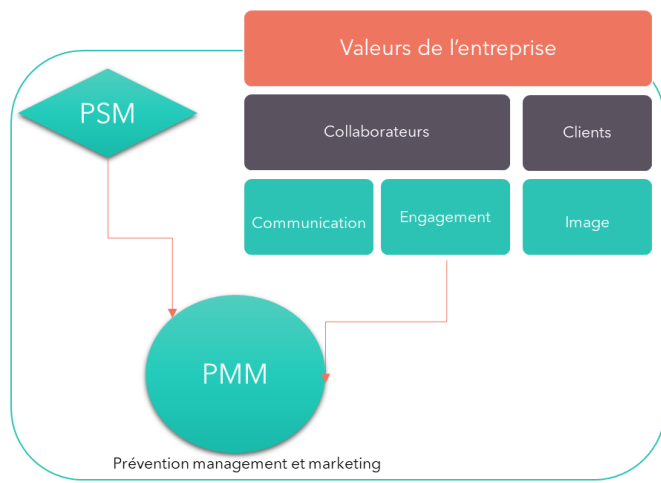 Valeurs de l’entreprise
PSM
Collaborateurs
Clients
Communication
Engagement
Image
PMM
Prévention management et marketing